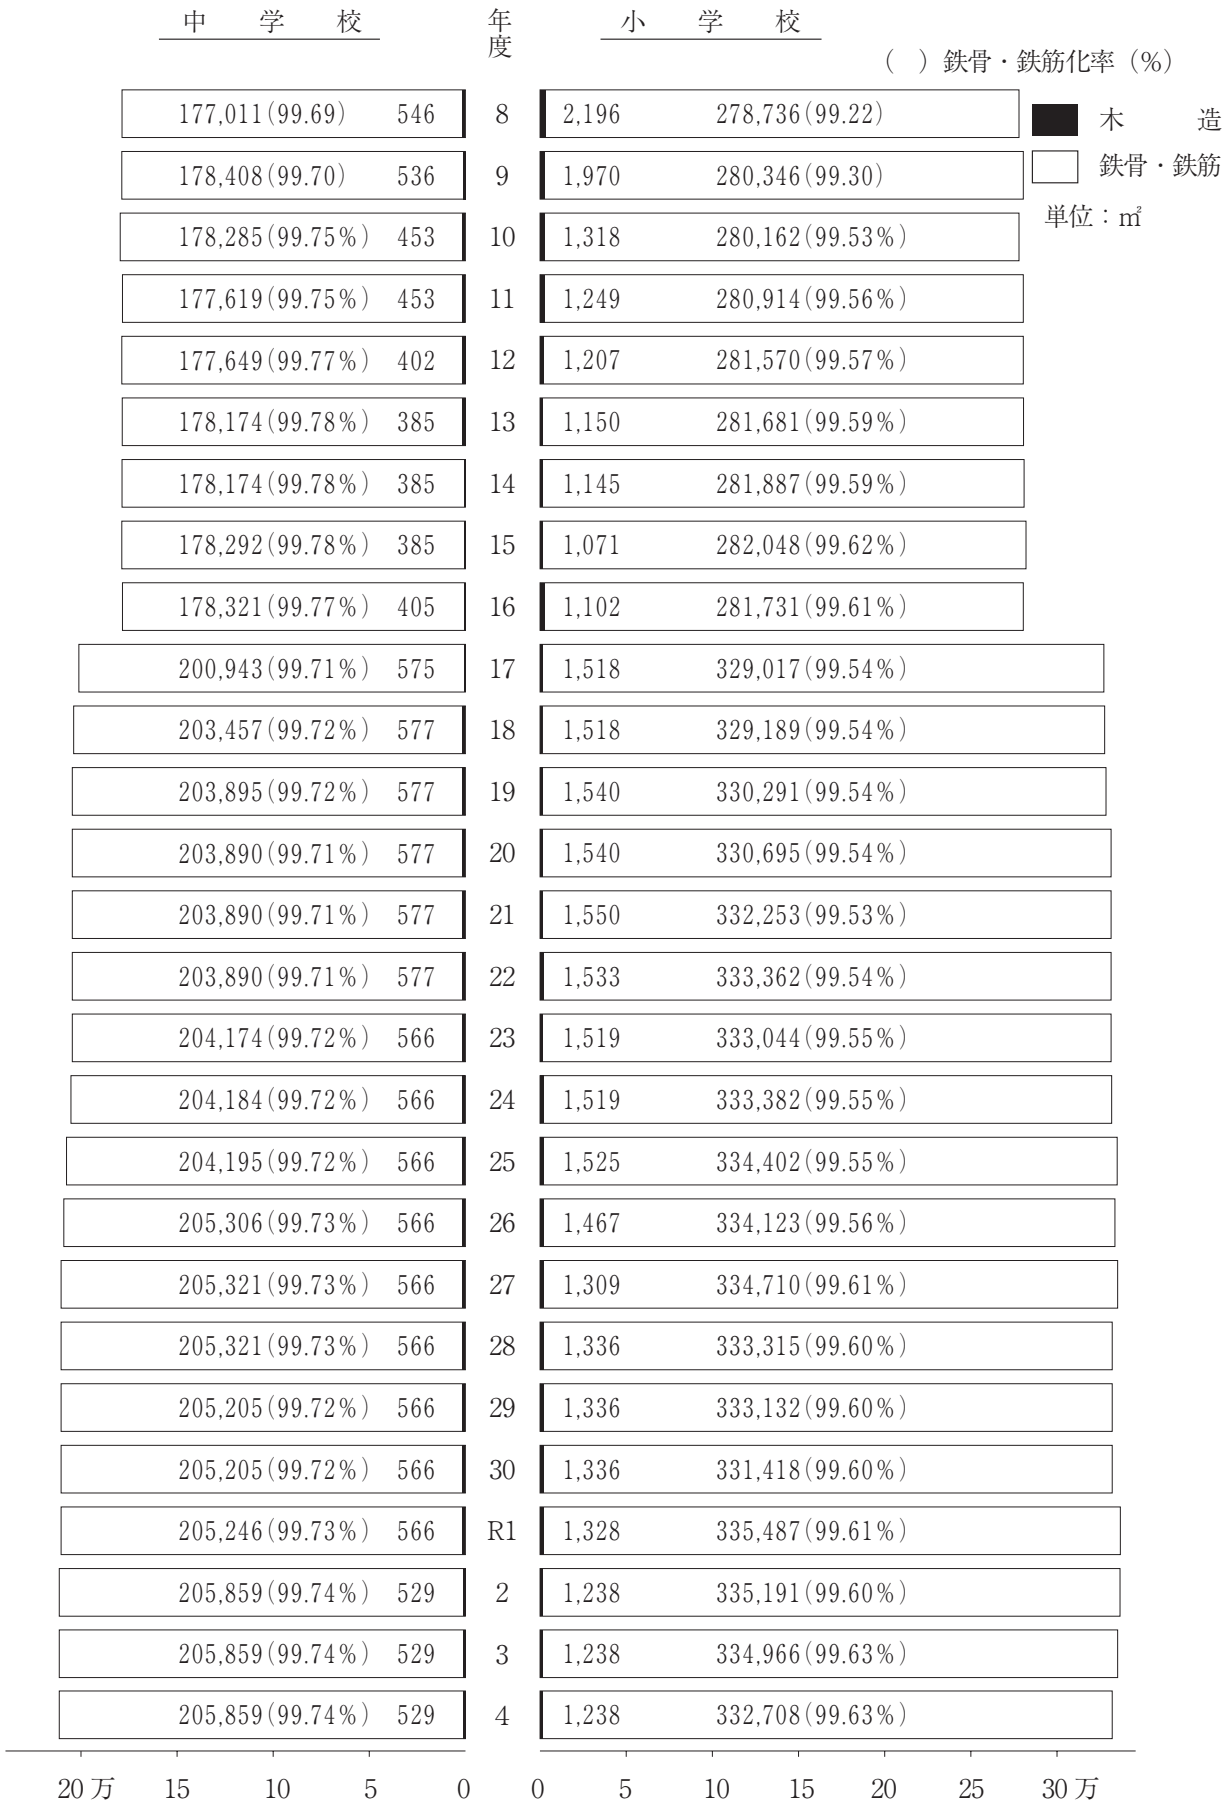 中学校 年度 小学校
( )鉄骨・鉄筋化率(%)
177,011(99.69) 546 8 2,196 278,736(99.22)
木造
178,408(99.70) 536 9 1,970 280,346(99.30)
鉄骨・鉄筋
単位:㎡
178,285(99.75%) 453 10 1,318 280,162(99.53%)
177,619(99.75%) 453 11 1,249 280,914(99.56%)
177,649(99.77%) 402 12 1,207 281,570(99.57%)
178,174(99.78%) 385 13 1,150 281,681(99.59%)
178,174(99.78%) 385 14 1,145 281,887(99.59%)
178,292(99.78%) 385 15 1,071 282,048(99.62%)
178,321(99.77%) 405 16 1,102 281,731(99.61%)
200,943(99.71%) 575 17 1,518 329,017(99.54%)
203,457(99.72%) 577 18 1,518 329,189(99.54%)
203,895(99.72%) 577 19 1,540 330,291(99.54%)
203,890(99.71%) 577 20 1,540 330,695(99.54%)
203,890(99.71%) 577 21 1,550 332,253(99.53%)
203,890(99.71%) 577 22 1,533 333,362(99.54%)
204,174(99.72%) 566 23 1,519 333,044(99.55%)
204,184(99.72%) 566 24 1,519 333,382(99.55%)
204,195(99.72%) 566 25 1,525 334,402(99.55%)
205,306(99.73%) 566 26 1,467 334,123(99.56%)
205,321(99.73%) 566 27 1,309 334,710(99.61%)
205,321(99.73%) 566 28 1,336 333,315(99.60%)
205,205(99.72%) 566 29 1,336 333,132(99.60%)
205,205(99.72%) 566 30 1,336 331,418(99.60%)
205,246(99.73%) 566 R1 1,328 335,487(99.61%)
205,859(99.74%) 529 2 1,238 335,191(99.60%)
205,859(99.74%) 529 3 1,238 334,966(99.63%)
205,859(99.74%) 529 4 1,238 332,708(99.63%)
20万 15 10 5 0 0 5 10 15 20 25 30万